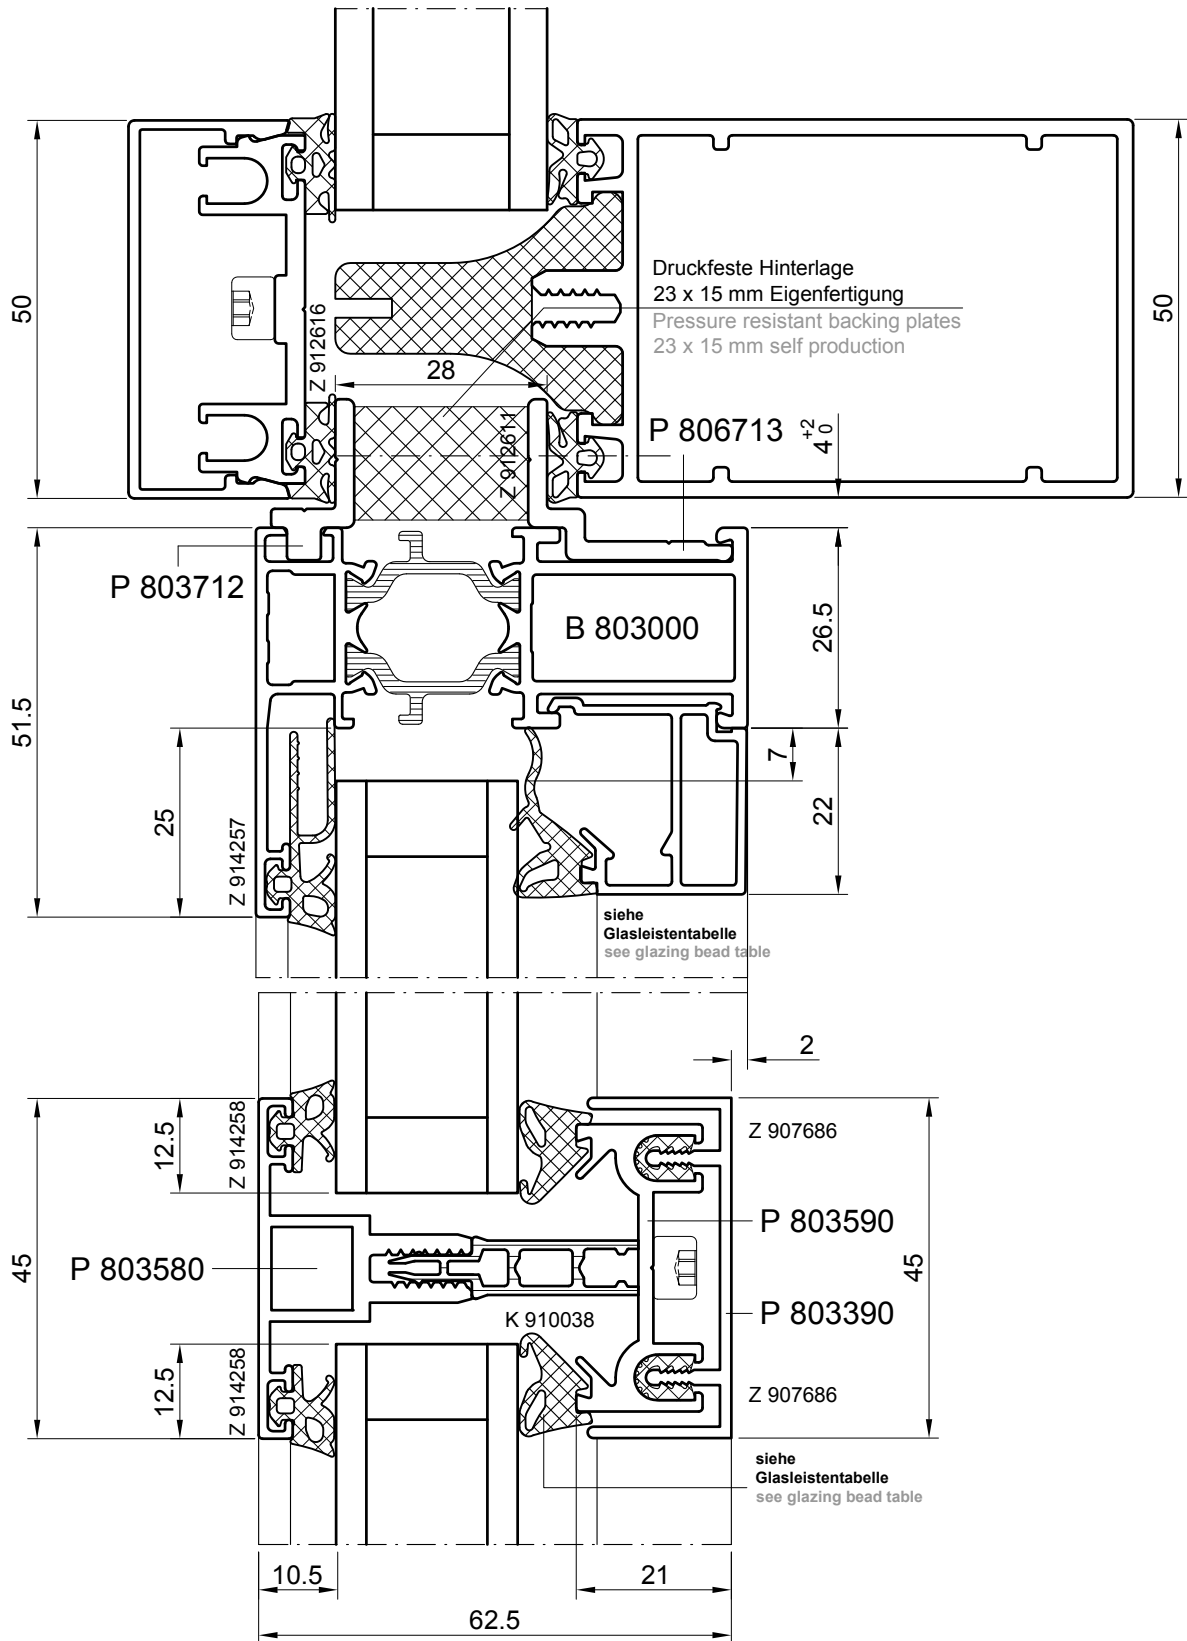 50
Z 912616
28
Druckfeste Hinterlage
23 x 15 mm Eigenfertigung
Pressure resistant backing plates
23 x 15 mm self production
50
Z 912611
P 806713
4 +2 0
P 803712
B 803000
26.5
51.5
25
Z 914257
7
22
siehe
Glasleistentabelle
see glazing bead table
2
45
12.5
Z 914258
Z 907686
P 803590
P 803580
45
P 803390
K 910038
12.5
Z 914258
Z 907686
siehe
Glasleistentabelle
see glazing bead table
10.5
21
62.5